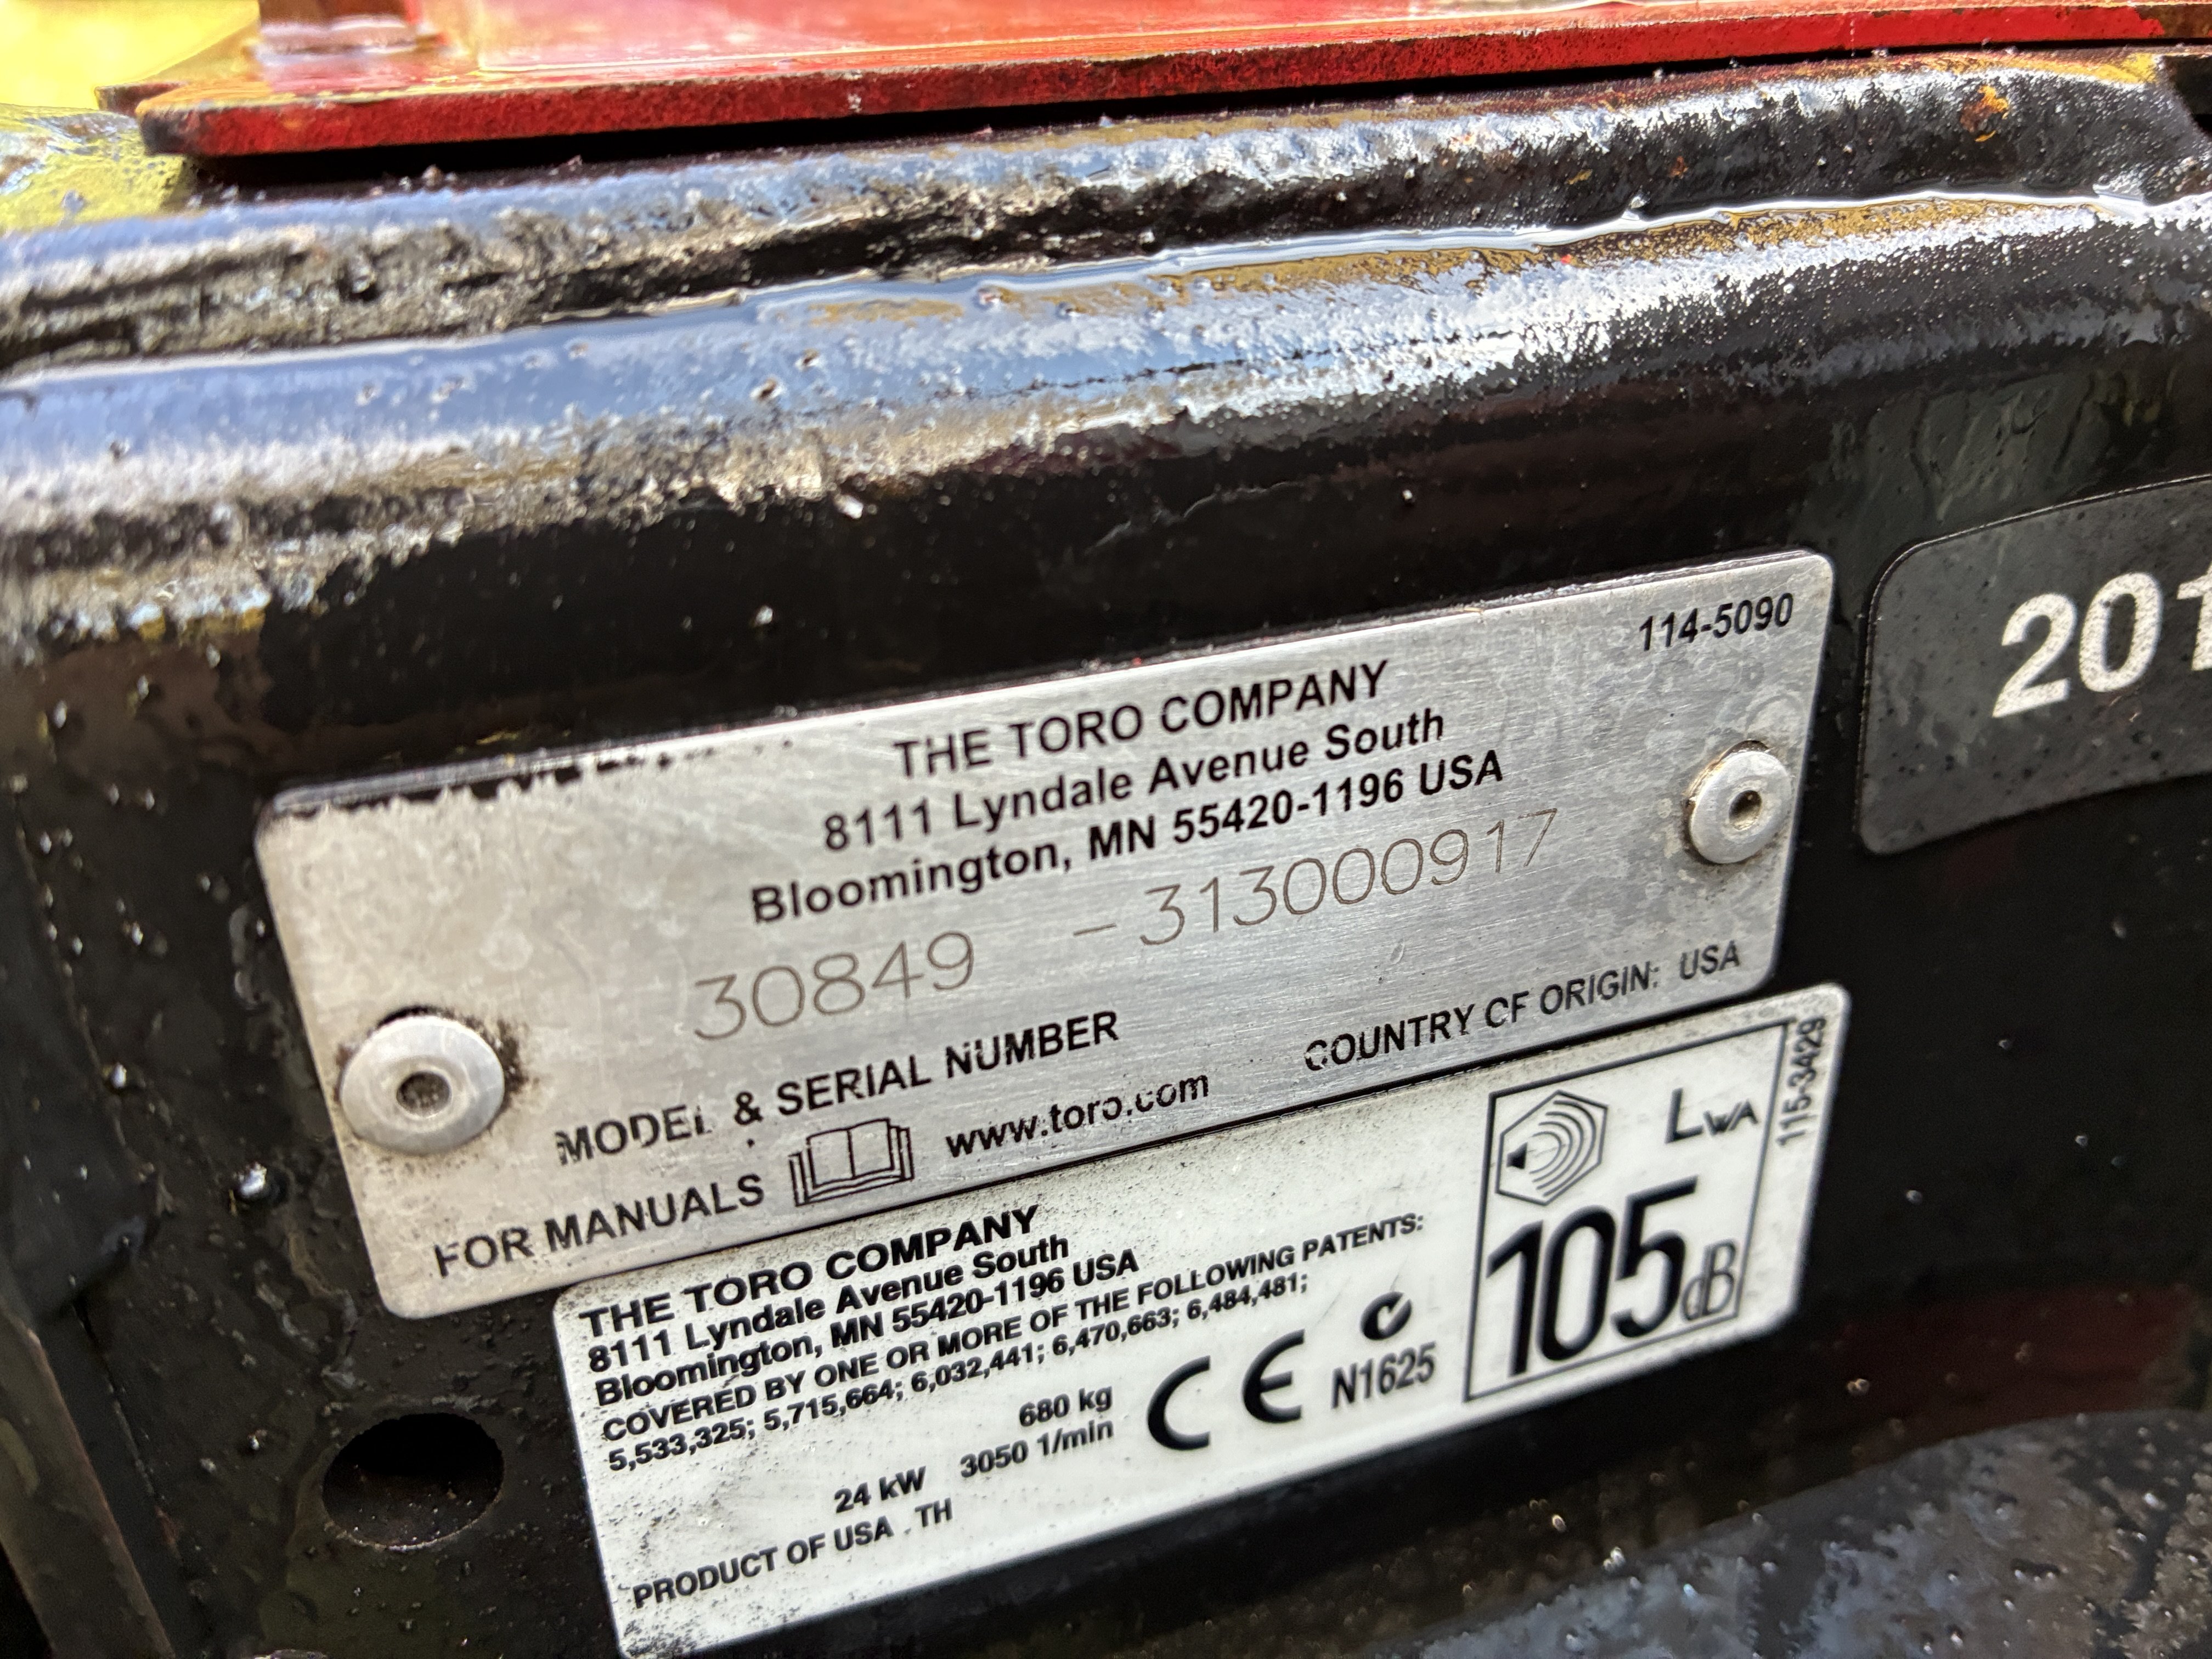 114-5090
THE TORO COMPANY
8111 Lyndale Avenue South
Bloomington, MN 55420-1196 USA
30849 - 313000917
MODEL & SERIAL NUMBER
COUNTRY OF ORIGIN: USA
FOR MANUALS www.toro.com
201
THE TORO COMPANY
8111 Lyndale Avenue South
Bloomington, MN 55420-1196 USA
COVERED BY ONE OR MORE OF THE FOLLOWING PATENTS:
5,533,325; 5,715,664; 6,032,441; 6,470,663; 6,484,481;
24 kW 680 kg
3050 1/min
PRODUCT OF USA . TH
CE
N1625
LWA
105dB
115-3429